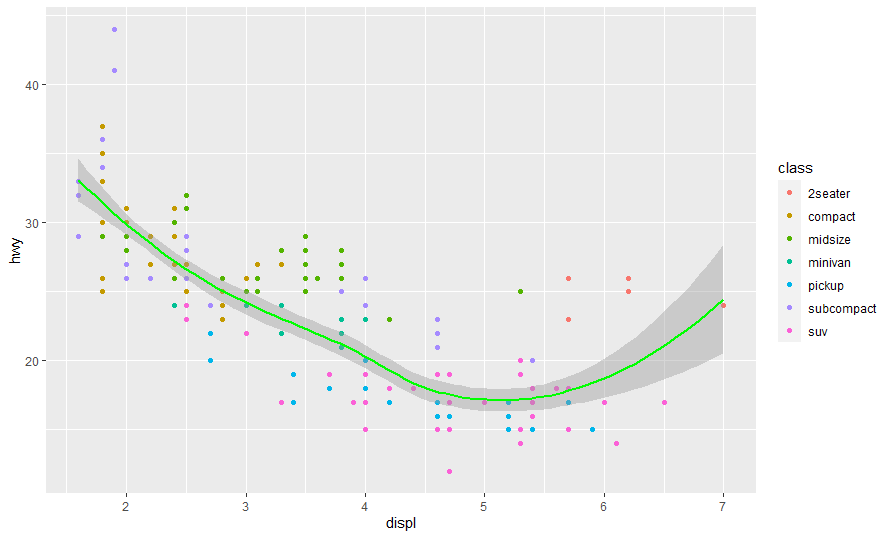 hwy
40
30
20
2
3
4
5
6
7
displ
class
2seater
compact
midsize
minivan
pickup
subcompact
suv